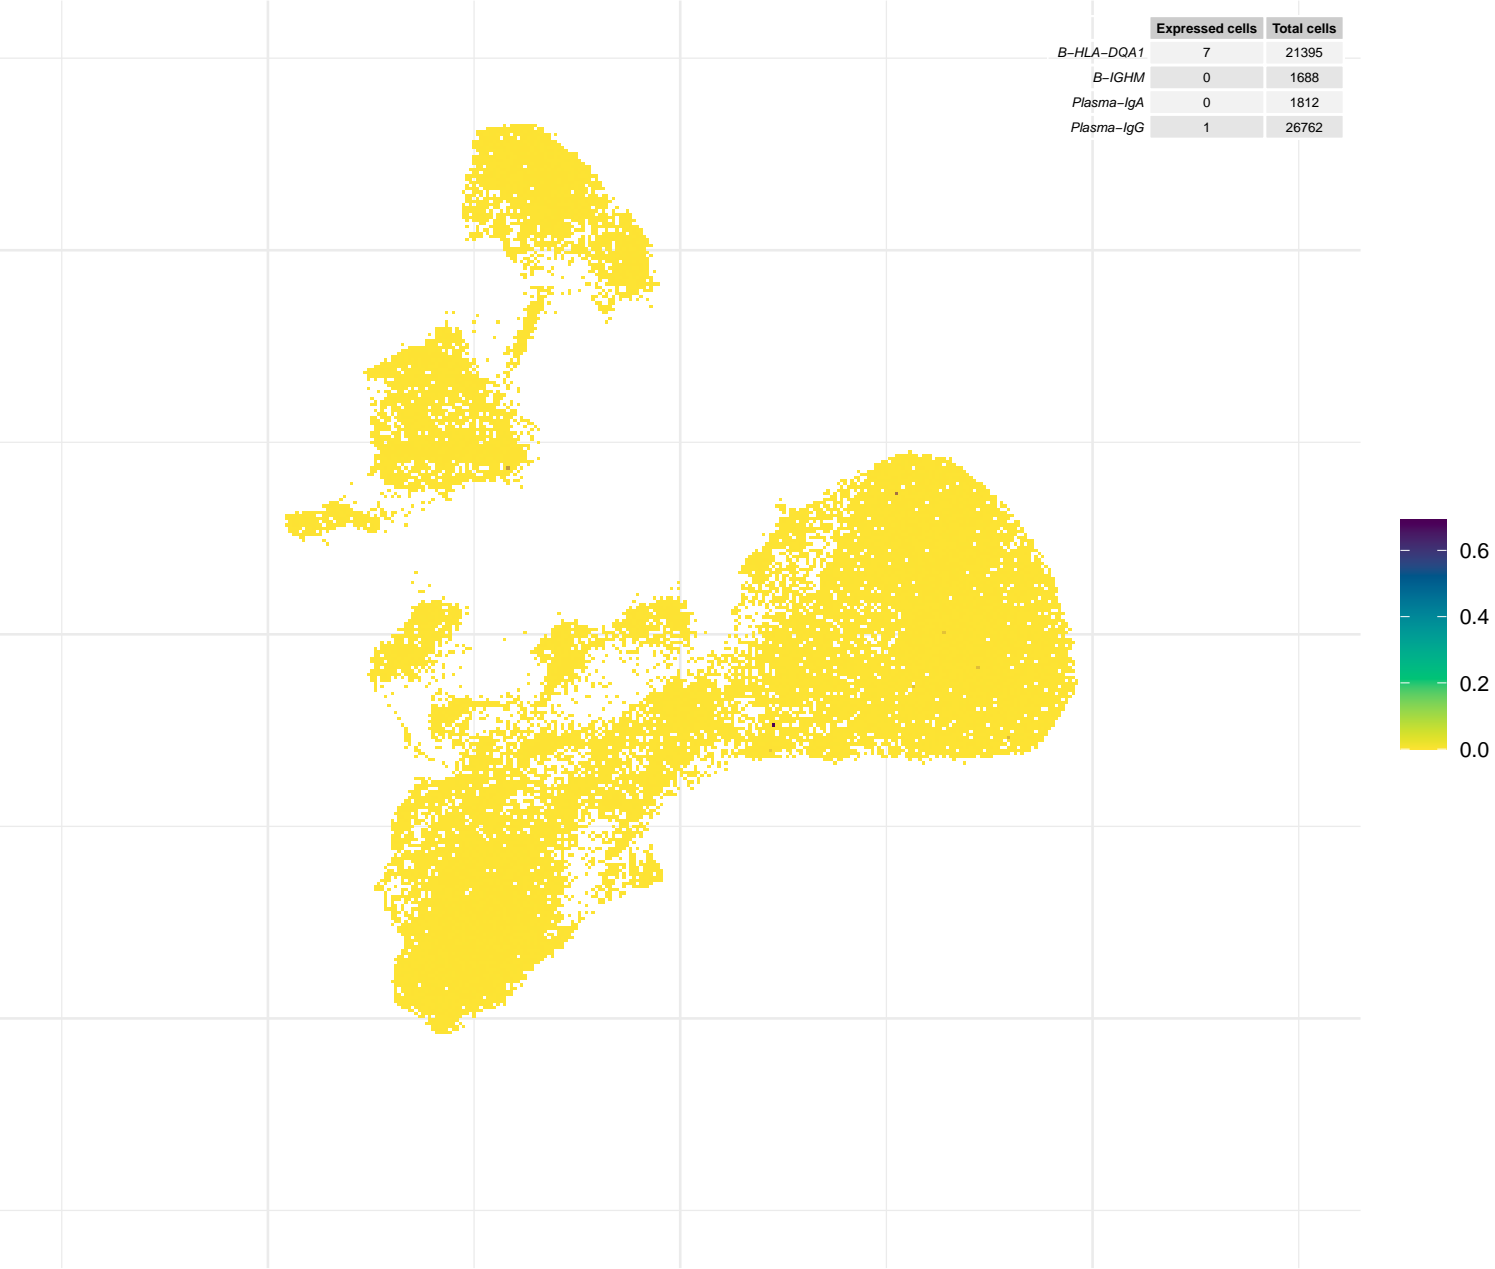 Expressed cells Total cells
B−HLA−DQA1 7 21395
B−IGHM 0 1688
Plasma−IgA 0 1812
Plasma−IgG 1 26762
0.6
0.4
0.2
0.0